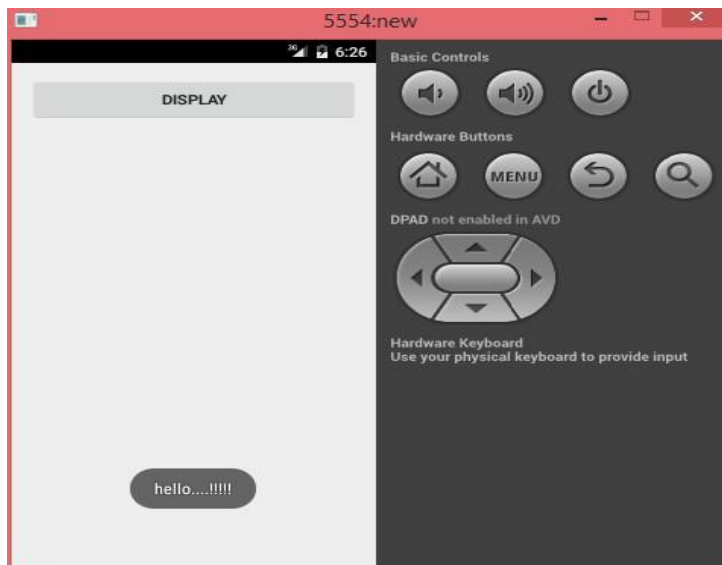 5554:new
3G 6:26
DISPLAY
hello....!!!!!
Basic Controls
Hardware Buttons
MENU
DPAD not enabled in AVD
Hardware Keyboard
Use your physical keyboard to provide input